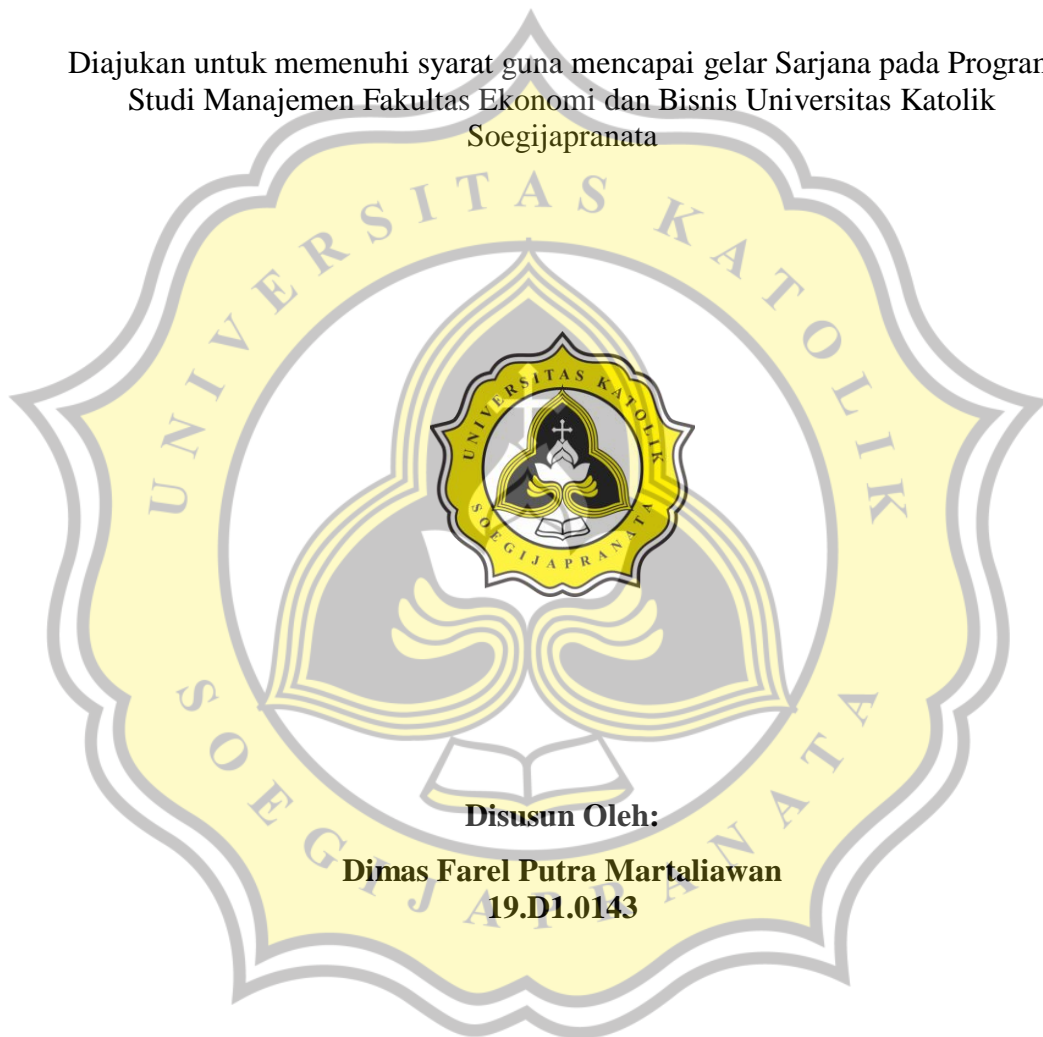 Diajukan untuk memenuhi syarat guna mencapai gelar Sarjana pada Program
Studi Manajemen Fakultas Ekonomi dan Bisnis Universitas Katolik
Soegijapranata
UNIVERSITAS KATOLIK
SOEGIJAPRANATA
UNIVERSITAS KATOLIK
SOEGIJAPRANATA
Disusun Oleh:
Dimas Farel Putra Martaliawan
19.D1.0143